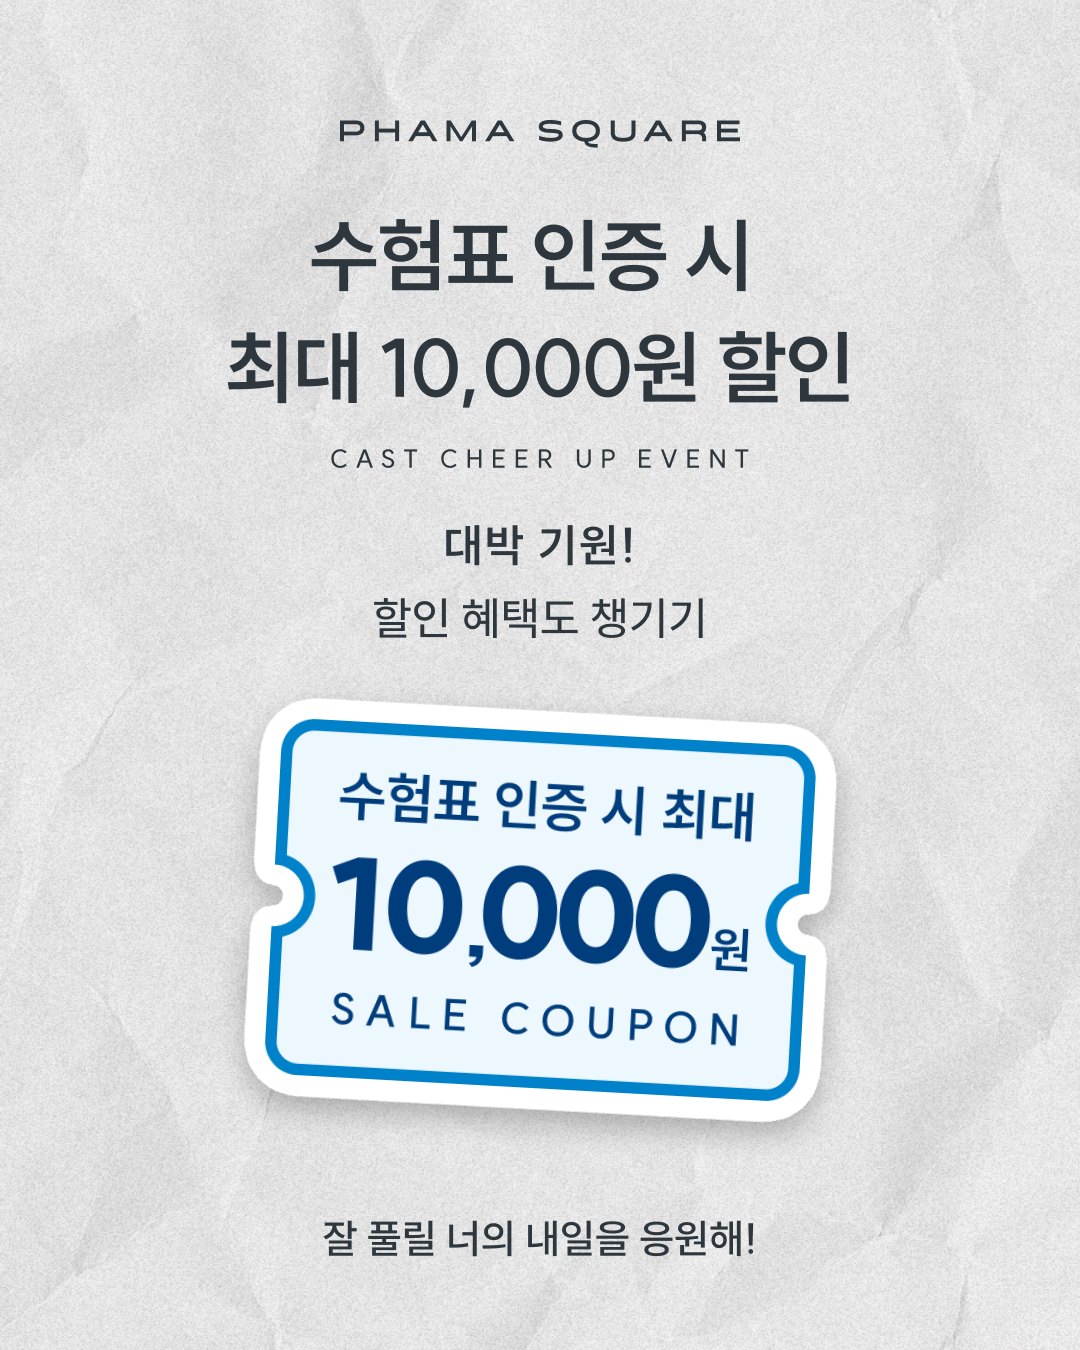 PHAMA SQUARE
수험표 인증 시
최대 10,000원 할인
CAST CHEER UP EVENT
대박 기원!
할인 혜택도 챙기기
수험표 인증 시 최대
10,000원
SALE COUPON
잘 풀릴 너의 내일을 응원해!